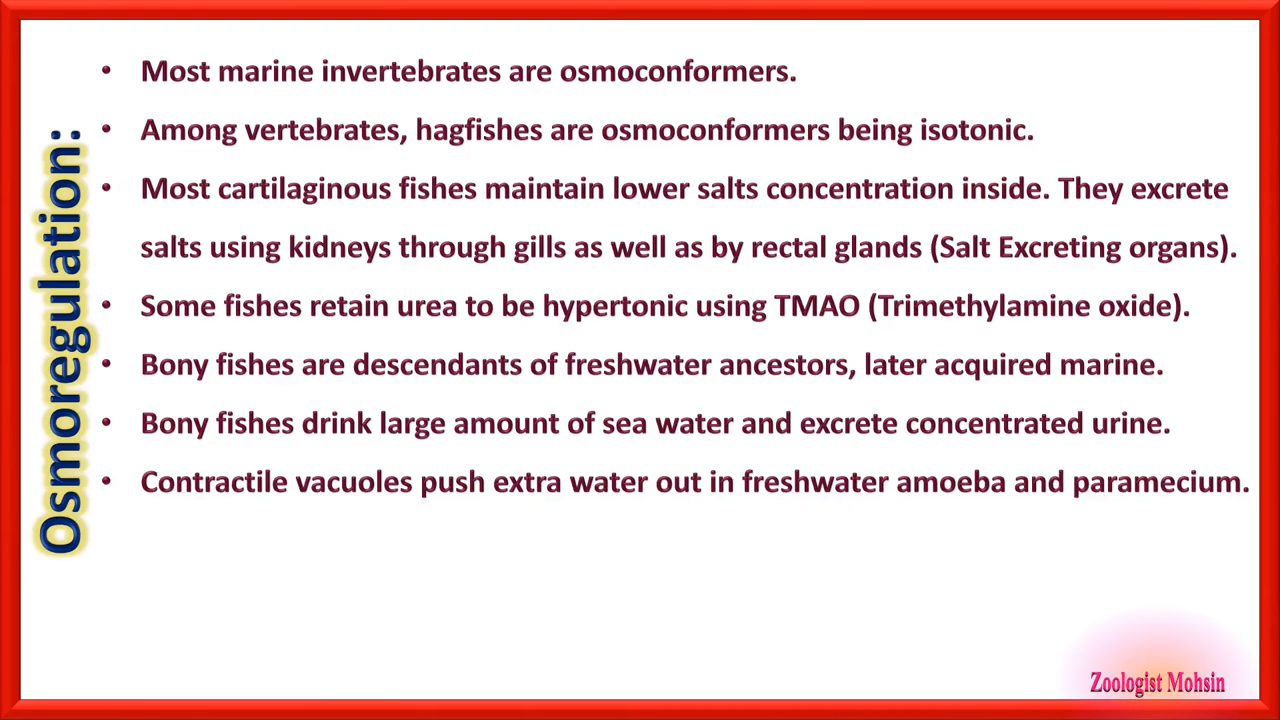 Osmoregulation:
• Most marine invertebrates are osmoconformers.
• Among vertebrates, hagfishes are osmoconformers being isotonic.
• Most cartilaginous fishes maintain lower salts concentration inside. They excrete
salts using kidneys through gills as well as by rectal glands (Salt Excreting organs).
• Some fishes retain urea to be hypertonic using TMAO (Trimethylamine oxide).
• Bony fishes are descendants of freshwater ancestors, later acquired marine.
• Bony fishes drink large amount of sea water and excrete concentrated urine.
• Contractile vacuoles push extra water out in freshwater amoeba and paramecium.
Zoologist Mohsin